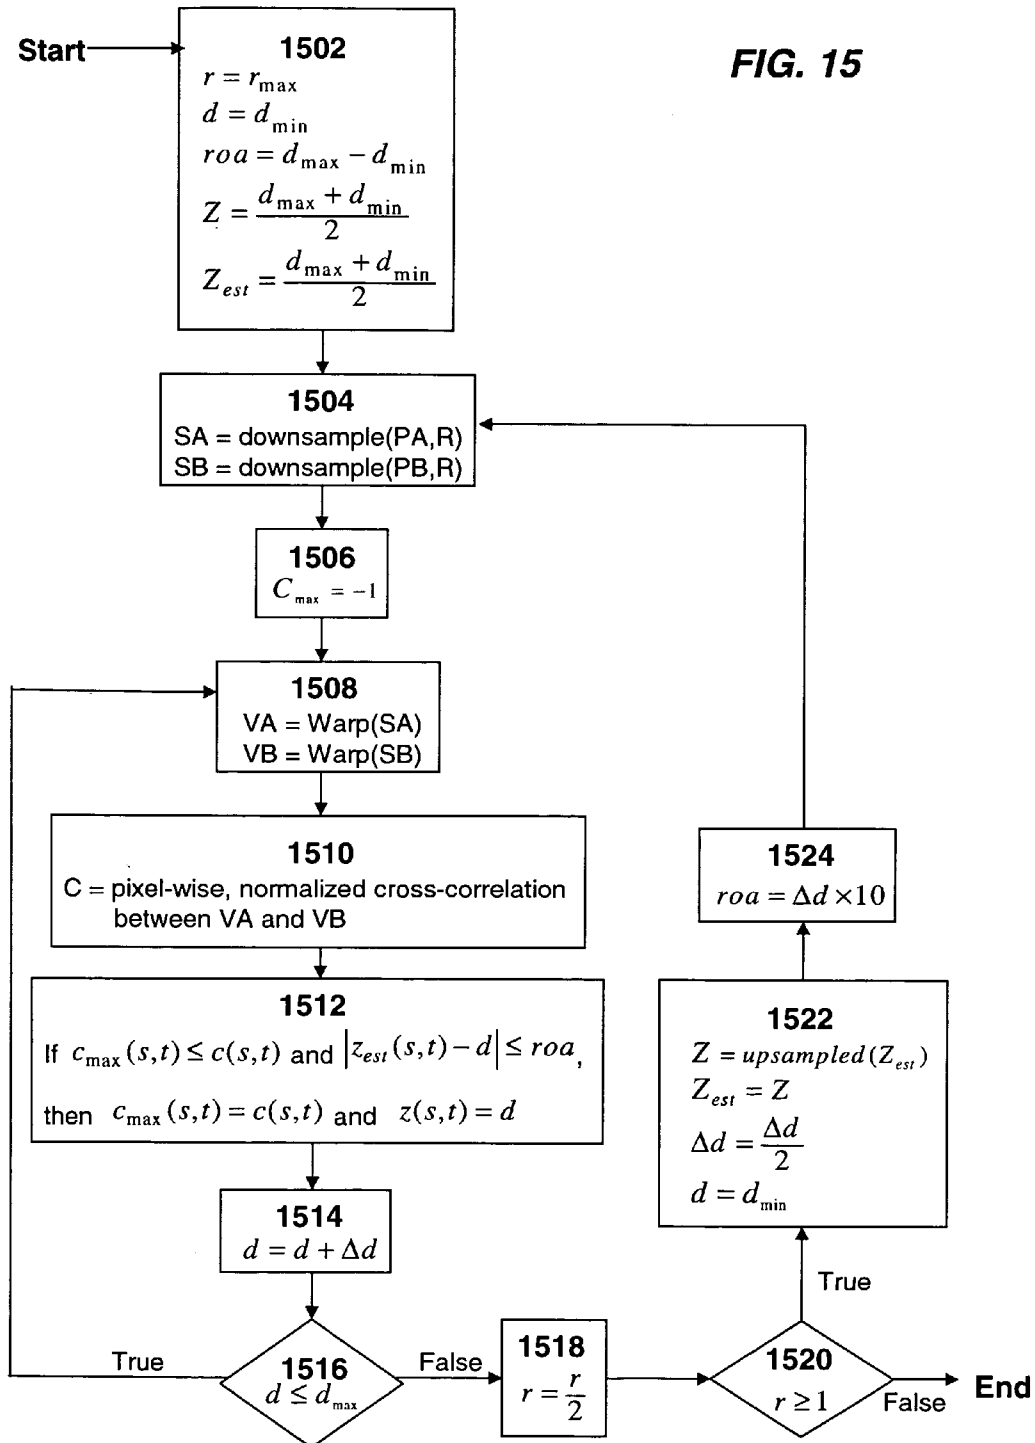 FIG. 15
Start
1502
r = r_max
d = d_min
roa = d_max − d_min
Z = (d_max + d_min) / 2
Z_est = (d_max + d_min) / 2
1504
SA = downsample(PA,R)
SB = downsample(PB,R)
1506
C_max = −1
1508
VA = Warp(SA)
VB = Warp(SB)
1510
C = pixel-wise, normalized cross-correlation
between VA and VB
1512
If c_max(s,t) ≤ c(s,t) and |z_est(s,t) − d| ≤ roa,
then c_max(s,t) = c(s,t) and z(s,t) = d
1514
d = d + Δd
1516
d ≤ d_max
True
False
1518
r = r / 2
1520
r ≥ 1
False
End
True
1522
Z = upsampled(Z_est)
Z_est = Z
Δd = Δd / 2
d = d_min
1524
roa = Δd × 10